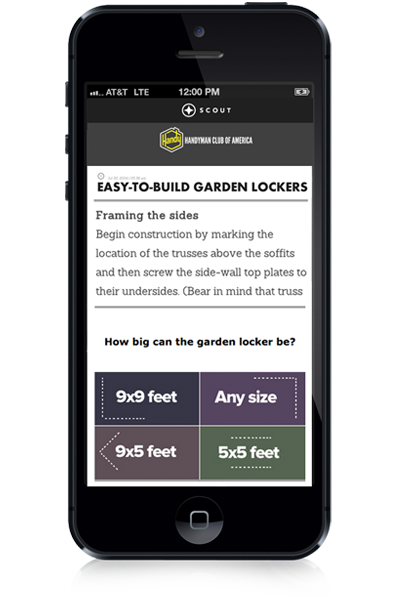 AT&T LTE 12:00 PM
SCOUT
Handy HANDYMAN CLUB OF AMERICA
EASY-TO-BUILD GARDEN LOCKERS
Framing the sides
Begin construction by marking the
location of the trusses above the soffits
and then screw the side-wall top plates to
their undersides. (Bear in mind that truss
How big can the garden locker be?
9x9 feet
Any size
9x5 feet
5x5 feet